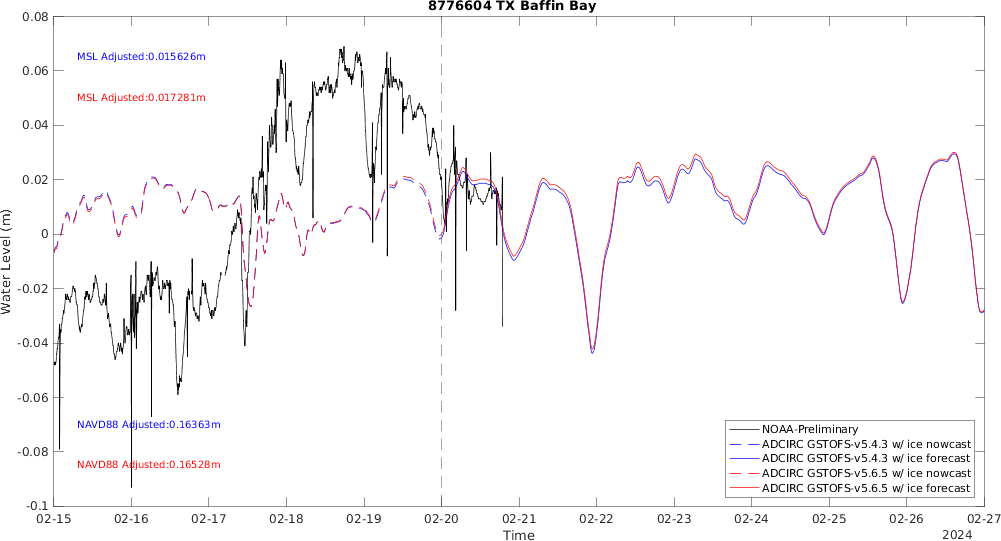 8776604 TX Baffin Bay
0.08
0.06
0.04
0.02
0
-0.02
-0.04
-0.06
-0.08
-0.1
Water Level (m)
MSL Adjusted:0.015626m
MSL Adjusted:0.017281m
NAVD88 Adjusted:0.16363m
NAVD88 Adjusted:0.16528m
NOAA-Preliminary
ADCIRC GSTOFS-v5.4.3 w/ ice nowcast
ADCIRC GSTOFS-v5.4.3 w/ ice forecast
ADCIRC GSTOFS-v5.6.5 w/ ice nowcast
ADCIRC GSTOFS-v5.6.5 w/ ice forecast
02-15 02-16 02-17 02-18 02-19 02-20 02-21 02-22 02-23 02-24 02-25 02-26 02-27
Time
2024